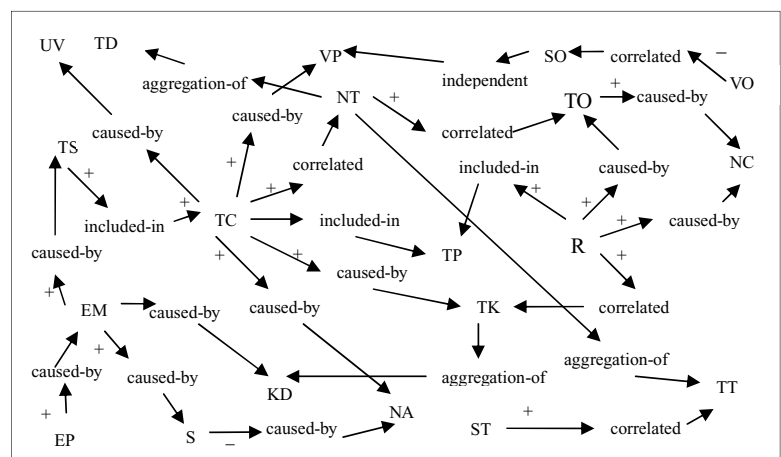 UV TD VP SO correlated –
aggregation-of independent VO
NT + TO + caused-by
caused-by caused-by correlated
TS + correlated included-in caused-by NC
+ + + + +
included-in TC included-in R + caused-by
caused-by + + caused-by TP +
+ EM caused-by caused-by TK correlated
+ aggregation-of
caused-by caused-by KD aggregation-of TT
+ NA + 
EP S – caused-by ST correlated